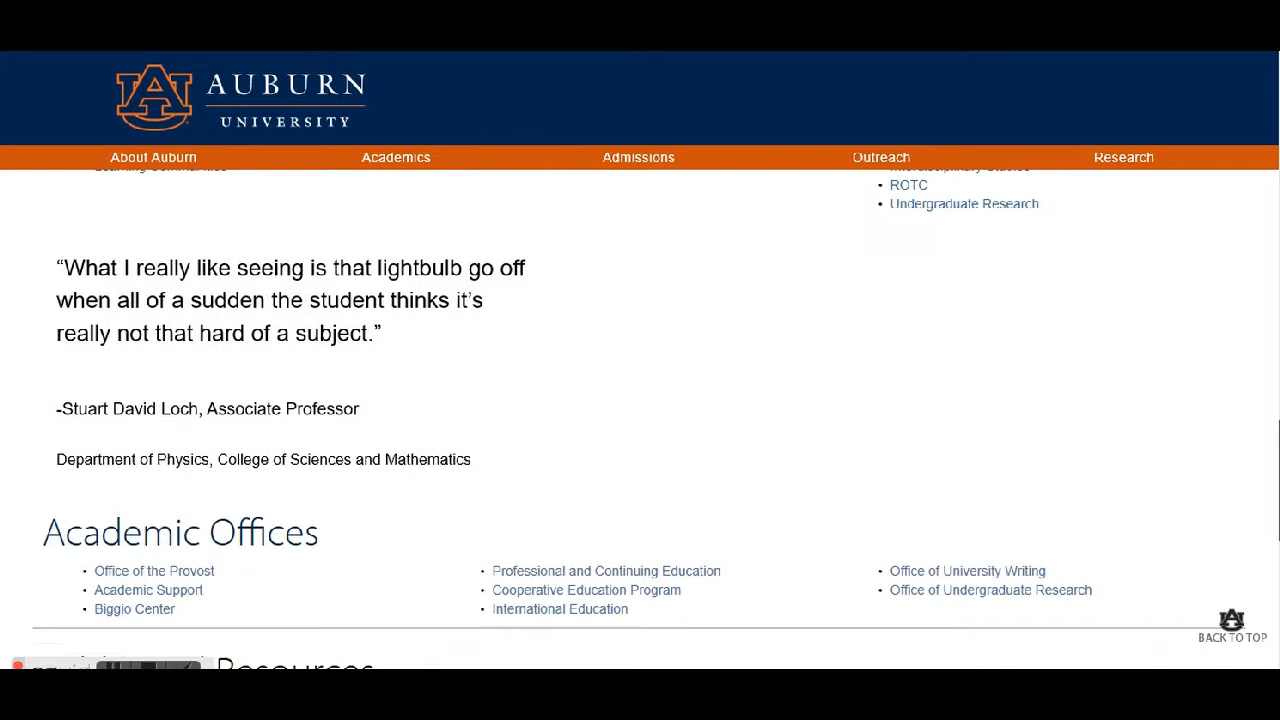 AUBURN
UNIVERSITY
About Auburn
Academics
Admissions
Outreach
Research
ROTC
Undergraduate Research
“What I really like seeing is that lightbulb go off
when all of a sudden the student thinks it’s
really not that hard of a subject.”
-Stuart David Loch, Associate Professor
Department of Physics, College of Sciences and Mathematics
Academic Offices
Office of the Provost
Academic Support
Biggio Center
Professional and Continuing Education
Cooperative Education Program
International Education
Office of University Writing
Office of Undergraduate Research
BACK TO TOP
Resources